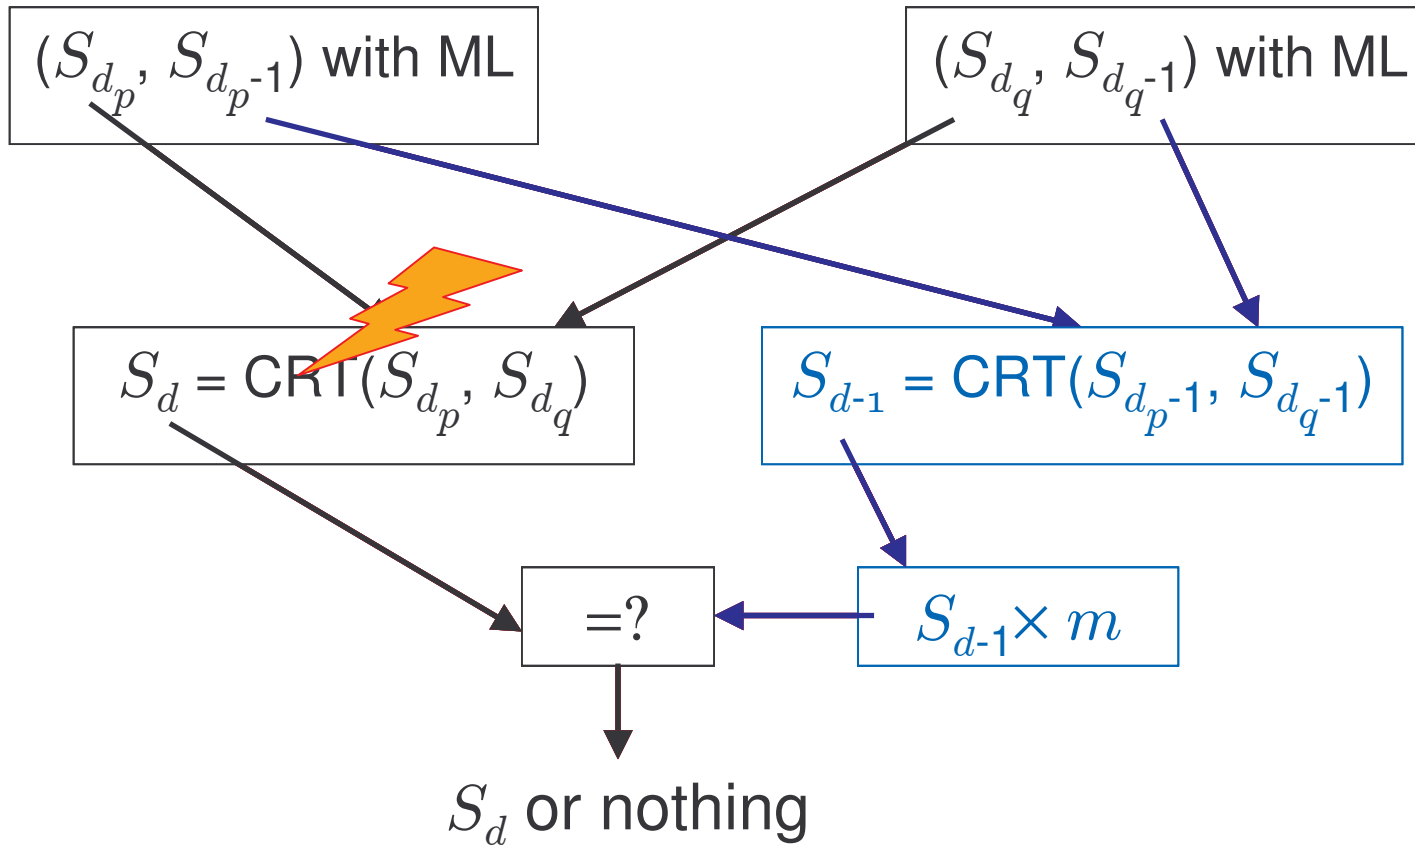 (S_{d_p}, S_{d_p-1}) with ML
(S_{d_q}, S_{d_q-1}) with ML
S_d = CRT(S_{d_p}, S_{d_q})
S_{d-1} = CRT(S_{d_p-1}, S_{d_q-1})
=?
S_{d-1} × m
S_d or nothing